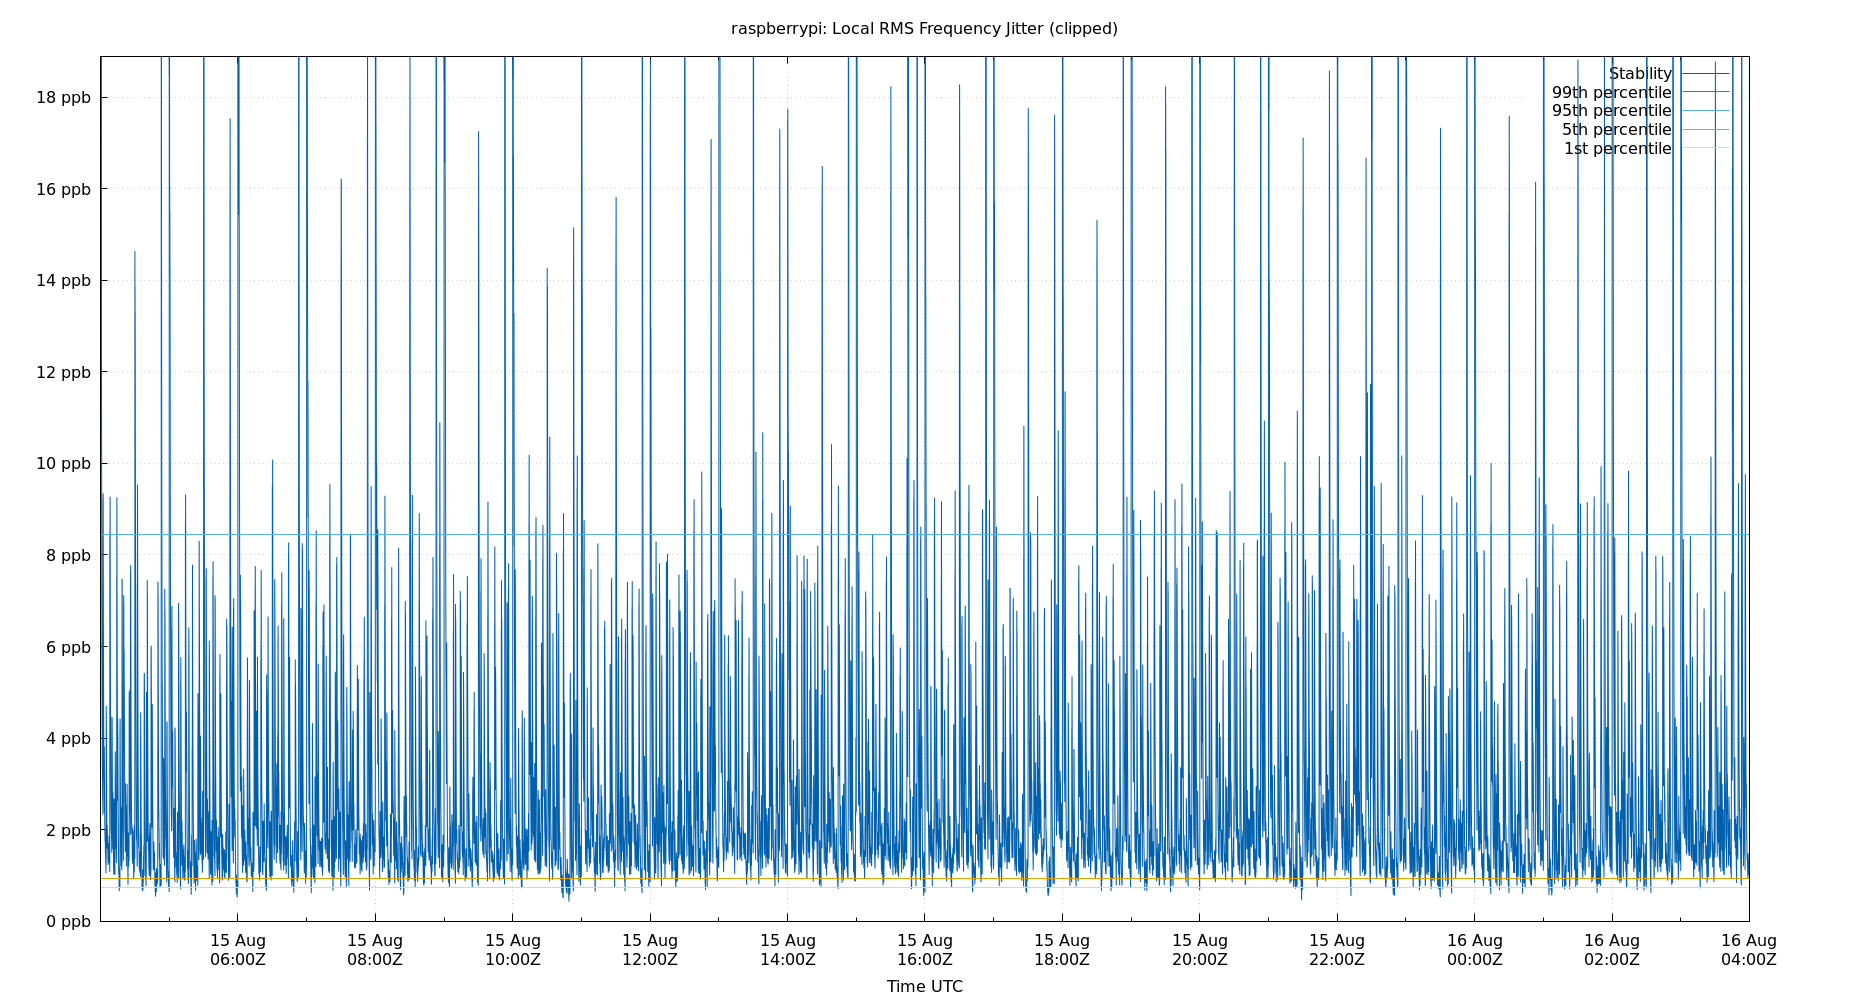 raspberrypi: Local RMS Frequency Jitter (clipped)
18 ppb
16 ppb
14 ppb
12 ppb
10 ppb
8 ppb
6 ppb
4 ppb
2 ppb
0 ppb
Stability
99th percentile
95th percentile
5th percentile
1st percentile
15 Aug
06:00Z
15 Aug
08:00Z
15 Aug
10:00Z
15 Aug
12:00Z
15 Aug
14:00Z
15 Aug
16:00Z
15 Aug
18:00Z
15 Aug
20:00Z
15 Aug
22:00Z
16 Aug
00:00Z
16 Aug
02:00Z
16 Aug
04:00Z
Time UTC